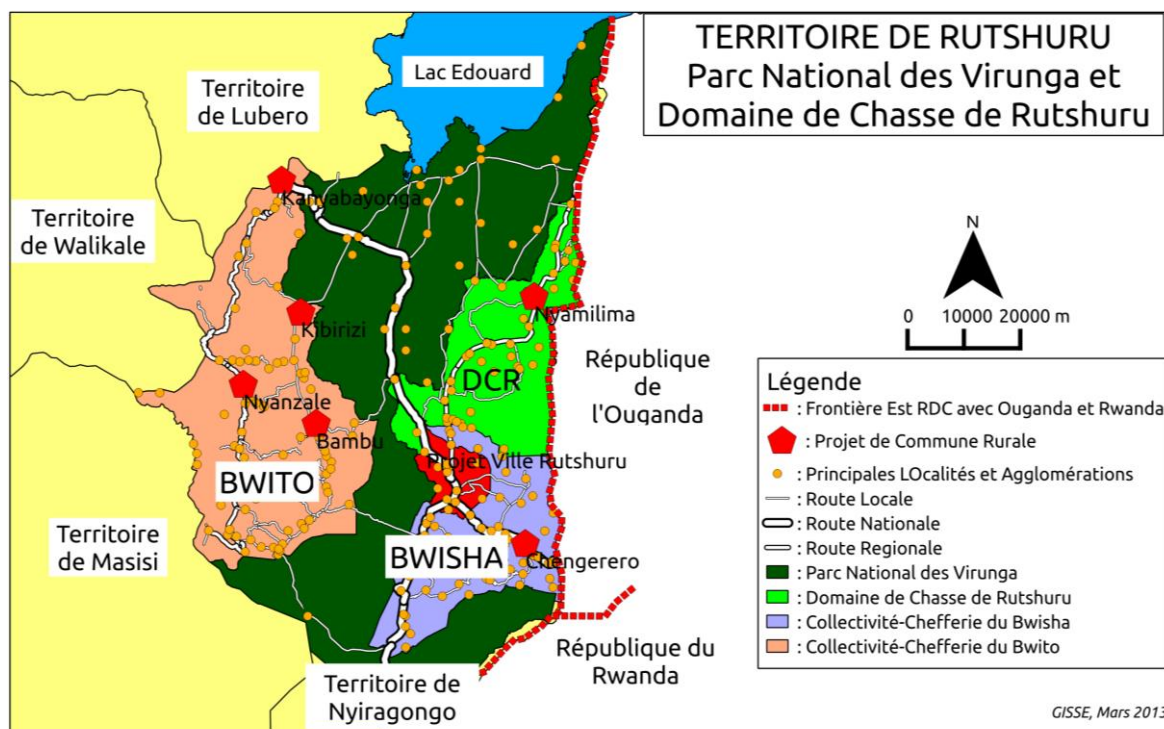 TERRITOIRE DE RUTSHURU
Parc National des Virunga et
Domaine de Chasse de Rutshuru
Lac Edouard
Territoire
de Lubero
Kanyabayonga
Territoire
de Walikale
N
0 10000 20000 m
Nyamilima
Kibirizi
République
de
l'Ouganda
DCR
Nyanzale
Bambu
Projet Ville Rutshuru
BWITO
Territoire
de Masisi
BWISHA
Chengerero
République du
Rwanda
Territoire de
Nyiragongo
Légende
: Frontière Est RDC avec Ouganda et Rwanda
: Projet de Commune Rurale
: Principales LOcalités et Agglomérations
: Route Locale
: Route Nationale
: Route Regionale
: Parc National des Virunga
: Domaine de Chasse de Rutshuru
: Collectivité-Chefferie du Bwisha
: Collectivité-Chefferie du Bwito
GISSE, Mars 2013